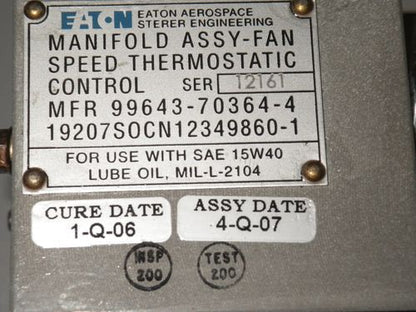 EATON EATON AEROSPACE
STERER ENGINEERING
MANIFOLD ASSY-FAN
SPEED THERMOSTATIC
CONTROL SER 12161
MFR 99643-70364-4
19207SOCN12349860-1
FOR USE WITH SAE 15W40
LUBE OIL, MIL-L-2104
CURE DATE
1-Q-06
ASSY DATE
4-Q-07
INSP
200
TEST
200